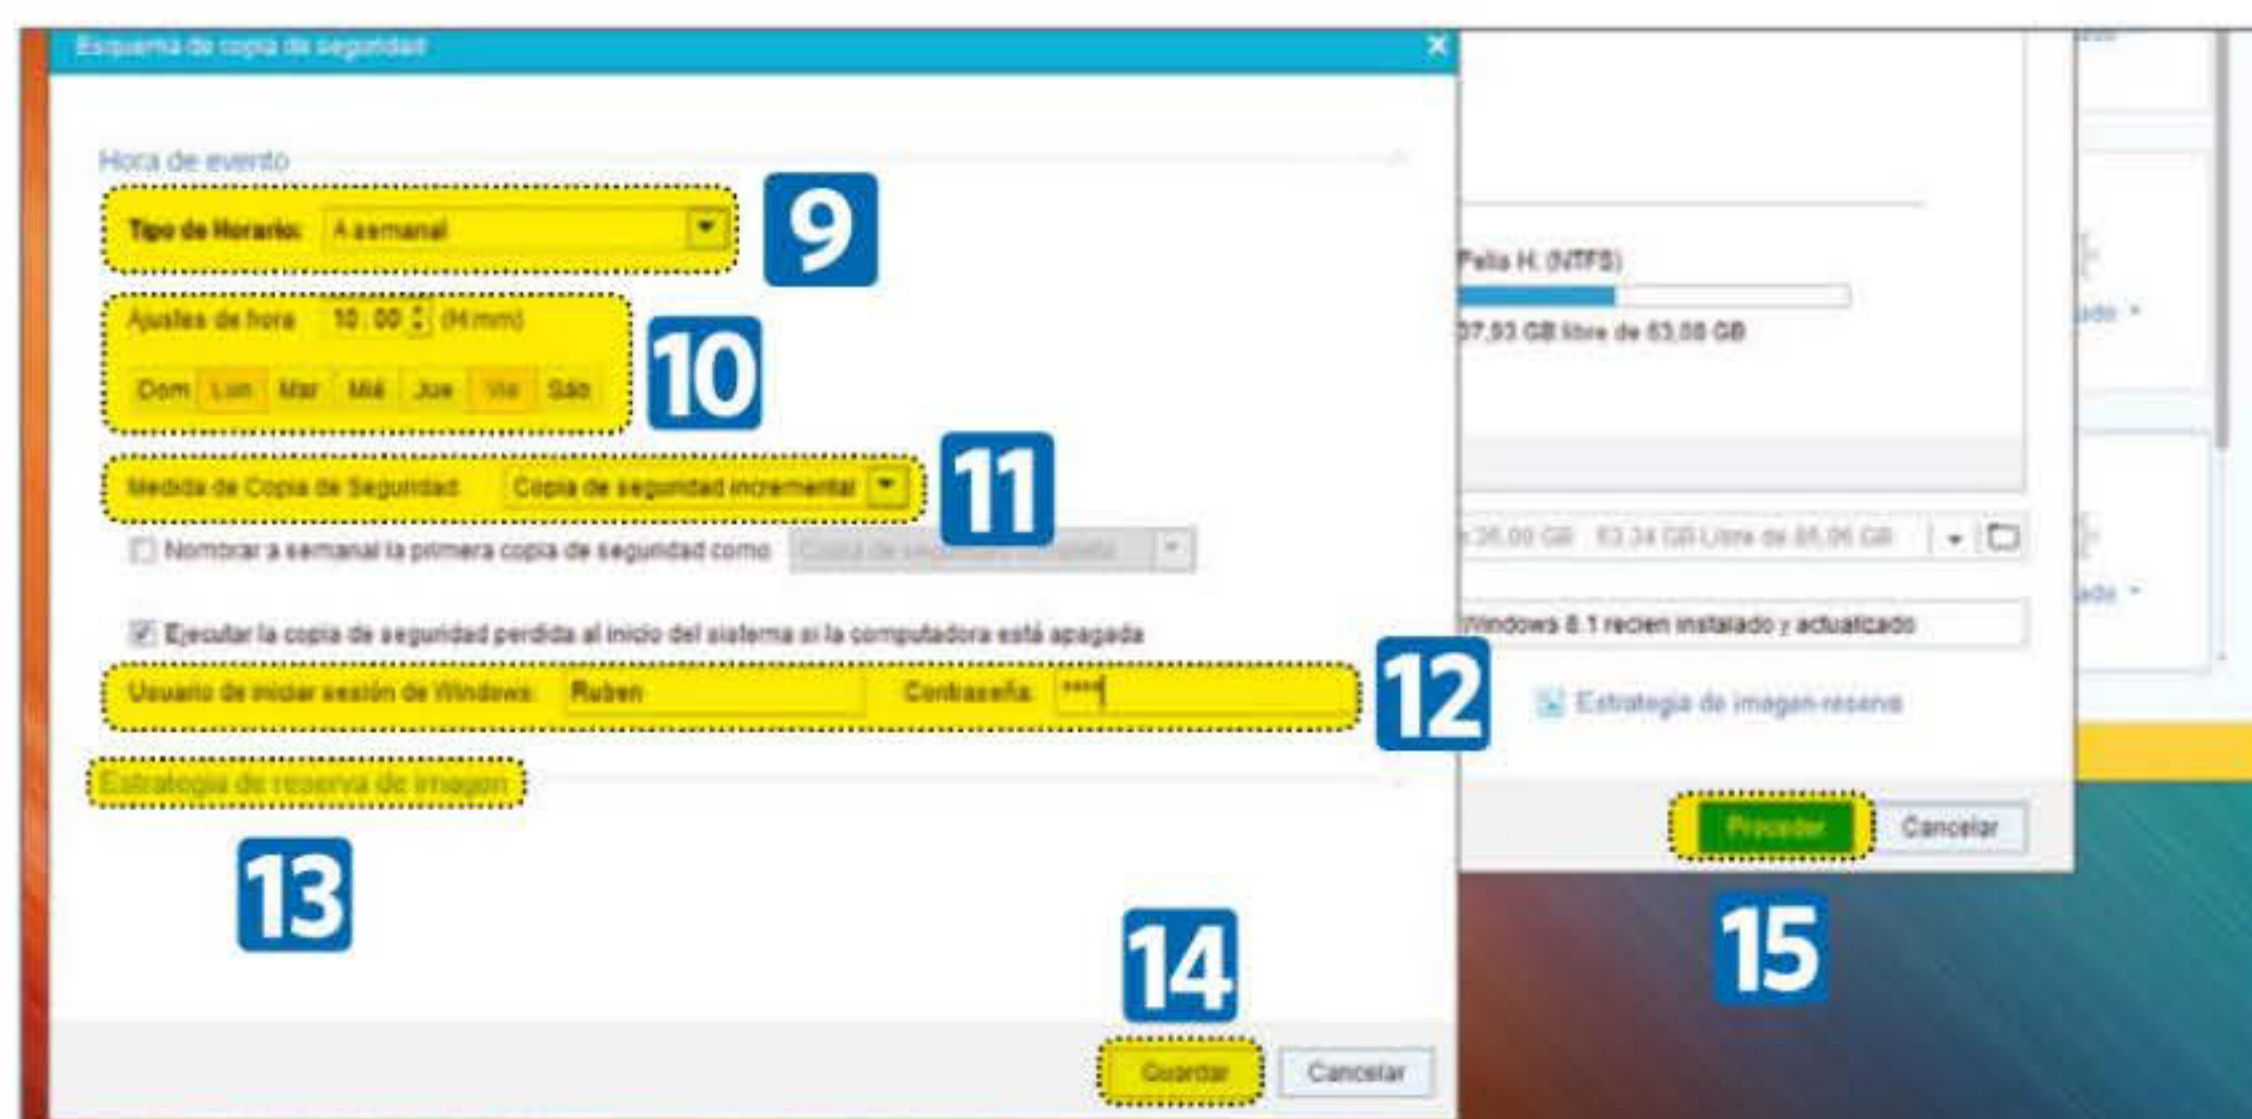 Esquema de copia de seguridad
Hora de evento
Tipo de Horario: A semanal
9
Ajustes de hora 10 : 00 (H:mm)
10
Dom Lun Mar Mié Jue Vie Sáb
Medida de Copia de Seguridad: Copia de seguridad incremental
11
Nombrar a semanal la primera copia de seguridad como
Ejecutar la copia de seguridad perdida al inicio del sistema si la computadora está apagada
Usuario de iniciar sesión de Windows: Ruben Contraseña: ****
12
Estrategia de reserva de imagen
13
14
Guardar Cancelar
H: (NTFS)
37,93 GB libre de 63,08 GB
GB Libre de
Windows 8.1 recien instalado y actualizado
Estrategia de imagen-reserva
Proceder Cancelar
15